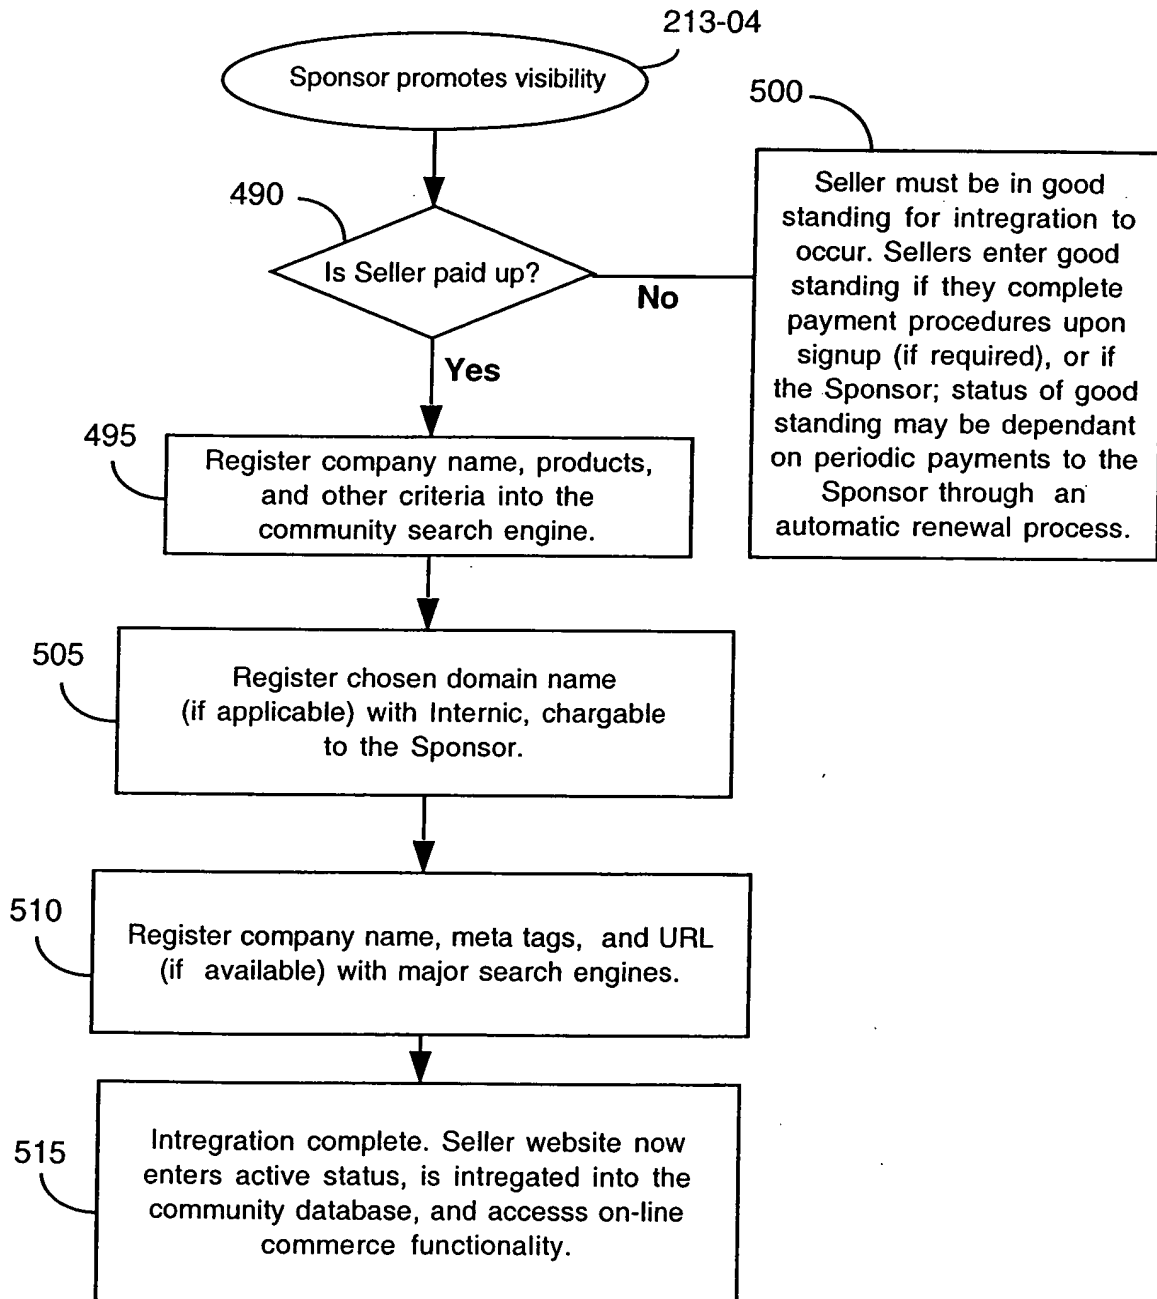 213-04
Sponsor promotes visibility
500
490
Is Seller paid up?
No
Yes
Seller must be in good
standing for intregration to
occur. Sellers enter good
standing if they complete
payment procedures upon
signup (if required), or if
the Sponsor; status of good
standing may be dependant
on periodic payments to the
Sponsor through an
automatic renewal process.
495
Register company name, products,
and other criteria into the
community search engine.
505
Register chosen domain name
(if applicable) with Internic, chargable
to the Sponsor.
510
Register company name, meta tags, and URL
(if available) with major search engines.
515
Intregration complete. Seller website now
enters active status, is intregated into the
community database, and accesss on-line
commerce functionality.